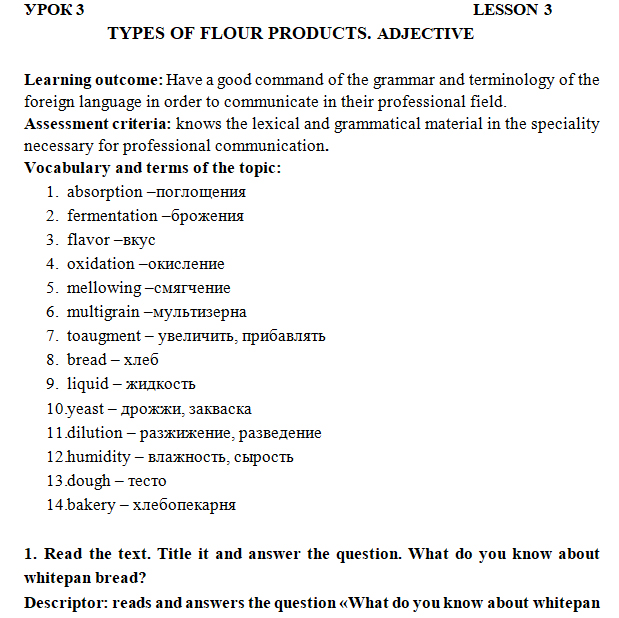 УРОК 3 LESSON 3
TYPES OF FLOUR PRODUCTS. ADJECTIVE
Learning outcome: Have a good command of the grammar and terminology of the
foreign language in order to communicate in their professional field.
Assessment criteria: knows the lexical and grammatical material in the speciality
necessary for professional communication.
Vocabulary and terms of the topic:
1. absorption –поглощения
2. fermentation –брожения
3. flavor –вкус
4. oxidation –окисление
5. mellowing –смягчение
6. multigrain –мультизерна
7. toaugment – увеличить, прибавлять
8. bread – хлеб
9. liquid – жидкость
10.yeast – дрожжи, закваска
11.dilution – разжижение, разведение
12.humidity – влажность, сырость
13.dough – тесто
14.bakery – хлебопекарня
1. Read the text. Title it and answer the question. What do you know about
whitepan bread?
Descriptor: reads and answers the question «What do you know about whitepan